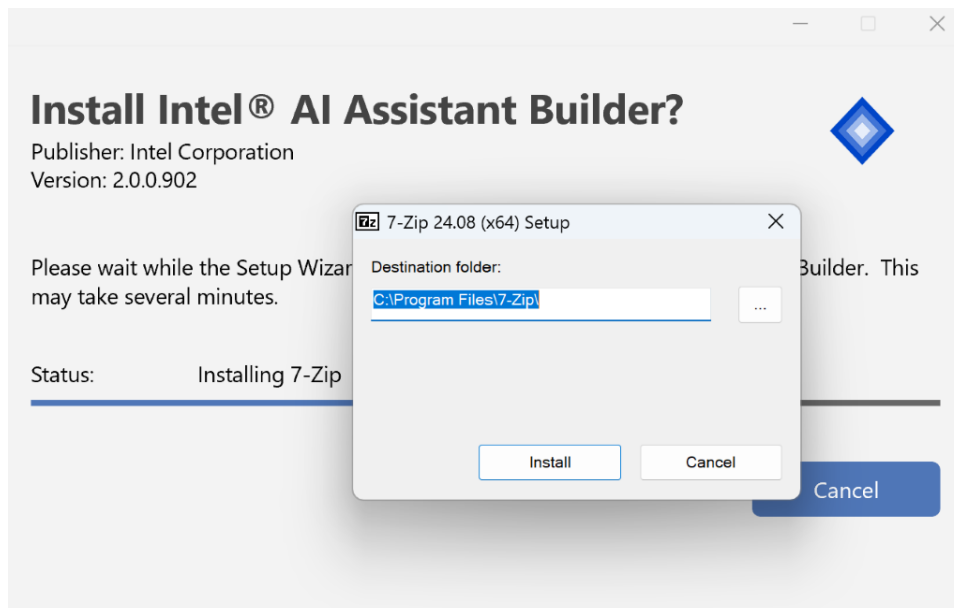 Install Intel® AI Assistant Builder?
Publisher: Intel Corporation
Version: 2.0.0.902
7z 7-Zip 24.08 (x64) Setup
Destination folder:
C:\Program Files\7-Zip\
...
Install Cancel
Please wait while the Setup Wizar Builder. This
may take several minutes.
Status: Installing 7-Zip
Cancel